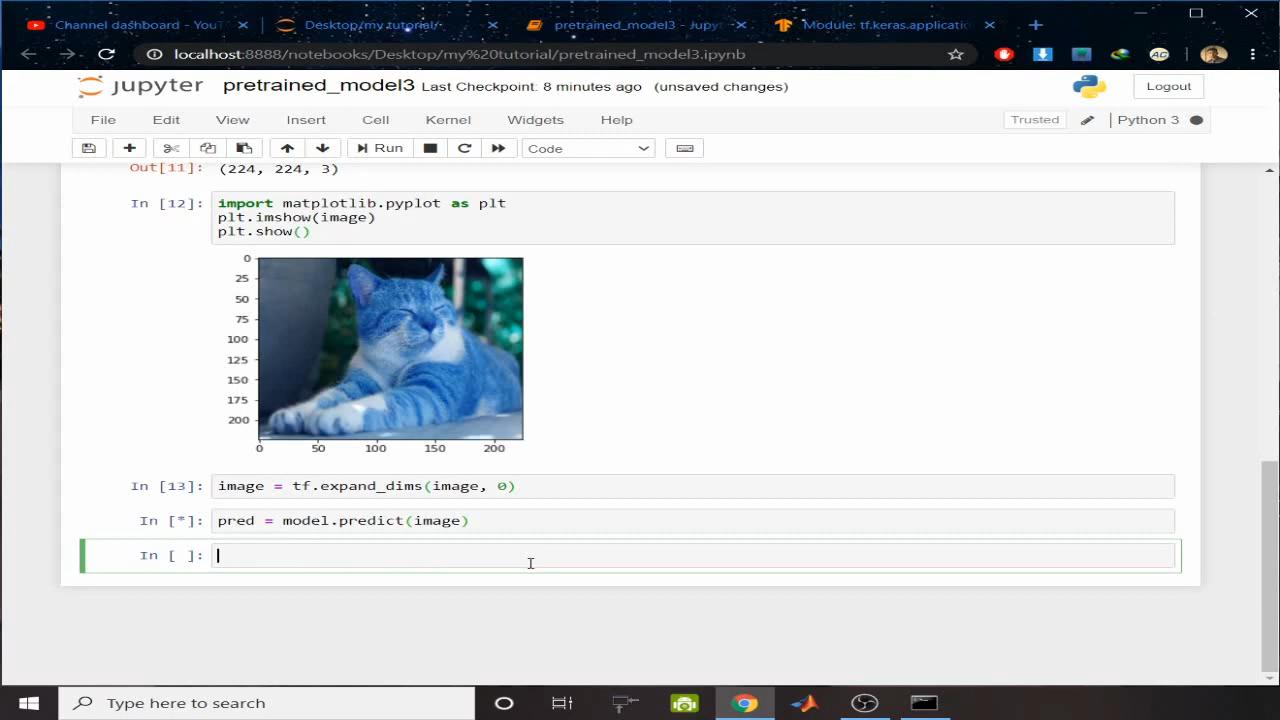 Channel dashboard - YouT
Desktop/my tutorial/
pretrained_model3 - Jupyt
Module: tf.keras.applicatio
localhost:8888/notebooks/Desktop/my%20tutorial/pretrained_model3.ipynb
AC
jupyter pretrained_model3 Last Checkpoint: 8 minutes ago (unsaved changes)
Logout
File Edit View Insert Cell Kernel Widgets Help
Trusted
Python 3
Run
Code
Out[11]: (224, 224, 3)
In [12]: import matplotlib.pyplot as plt
plt.imshow(image)
plt.show()
0
25
50
75
100
125
150
175
200
0 50 100 150 200
In [13]: image = tf.expand_dims(image, 0)
In [*]: pred = model.predict(image)
In [ ]:
Type here to search